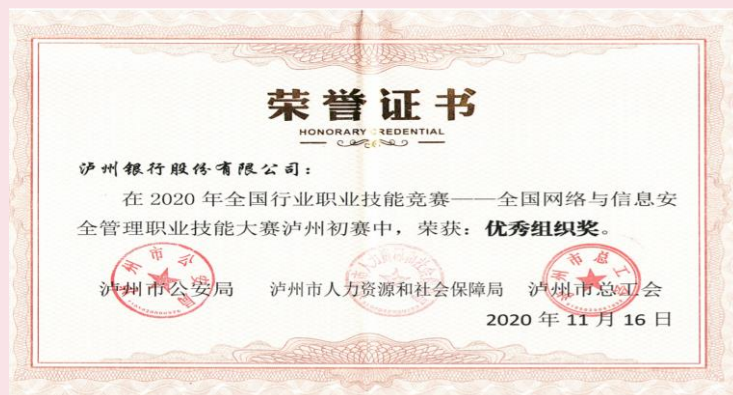 荣誉证书
HONORARY CREDENTIAL
泸州银行股份有限公司：
在 2020 年全国行业职业技能竞赛——全国网络与信息安
全管理职业技能大赛泸州初赛中，荣获：优秀组织奖。
泸州市公安局 泸州市人力资源和社会保障局 泸州市总工会
2020 年 11 月 16 日